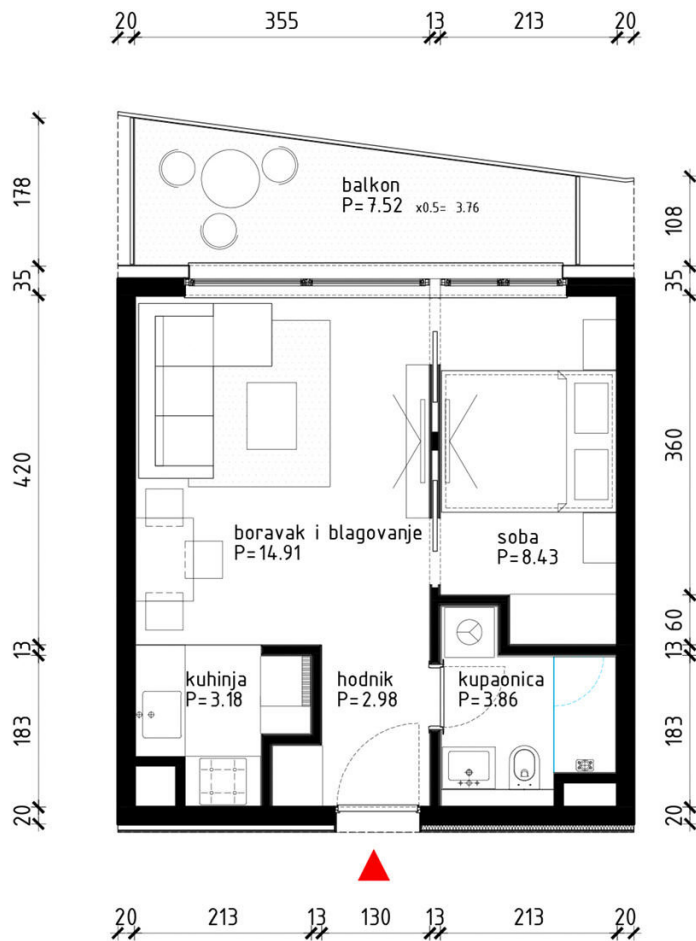 20 355 13 213 20
178
35
420
13
183
20
108
35
360
60
13
183
20
balkon
P=7.52 x0.5= 3.76
boravak i blagovanje
P=14.91
soba
P=8.43
kuhinja
P=3.18
hodnik
P=2.98
kupaonica
P=3.86
20 213 13 130 13 213 20